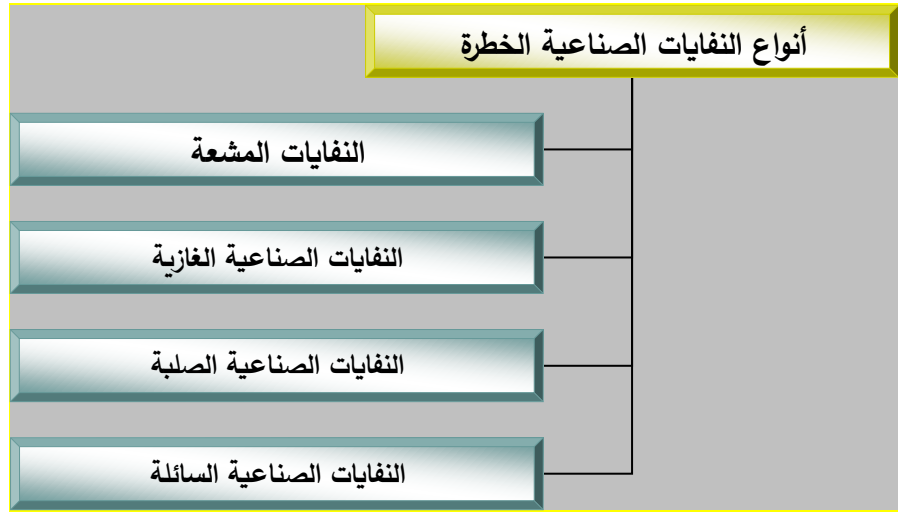 أنواع النفايات الصناعية الخطرة
النفايات المشعة
النفايات الصناعية الغازية
النفايات الصناعية الصلبة
النفايات الصناعية السائلة